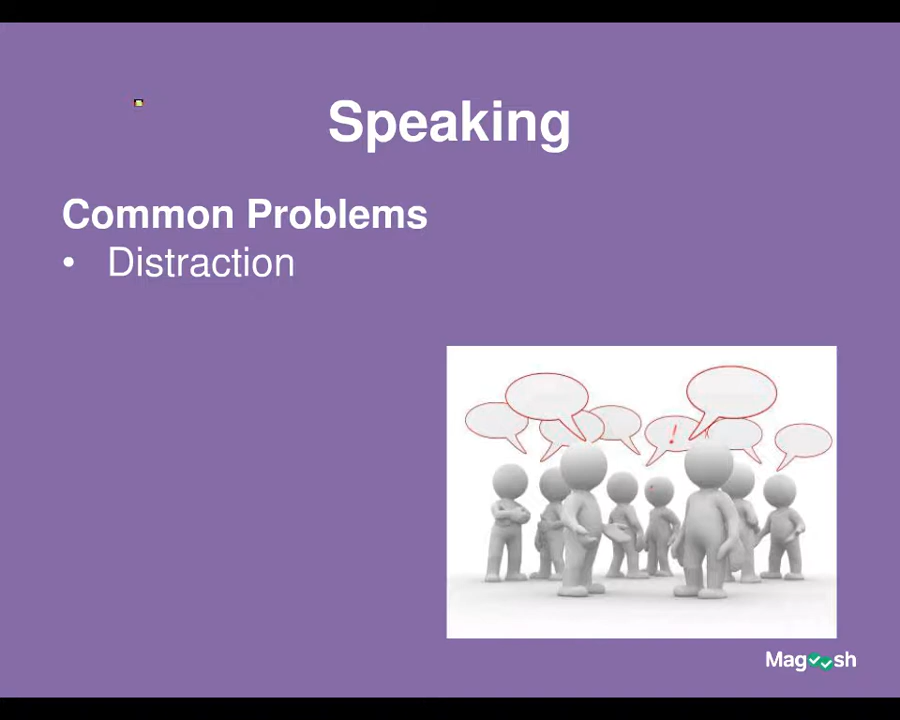 Speaking
Common Problems
• Distraction
!
Magoosh